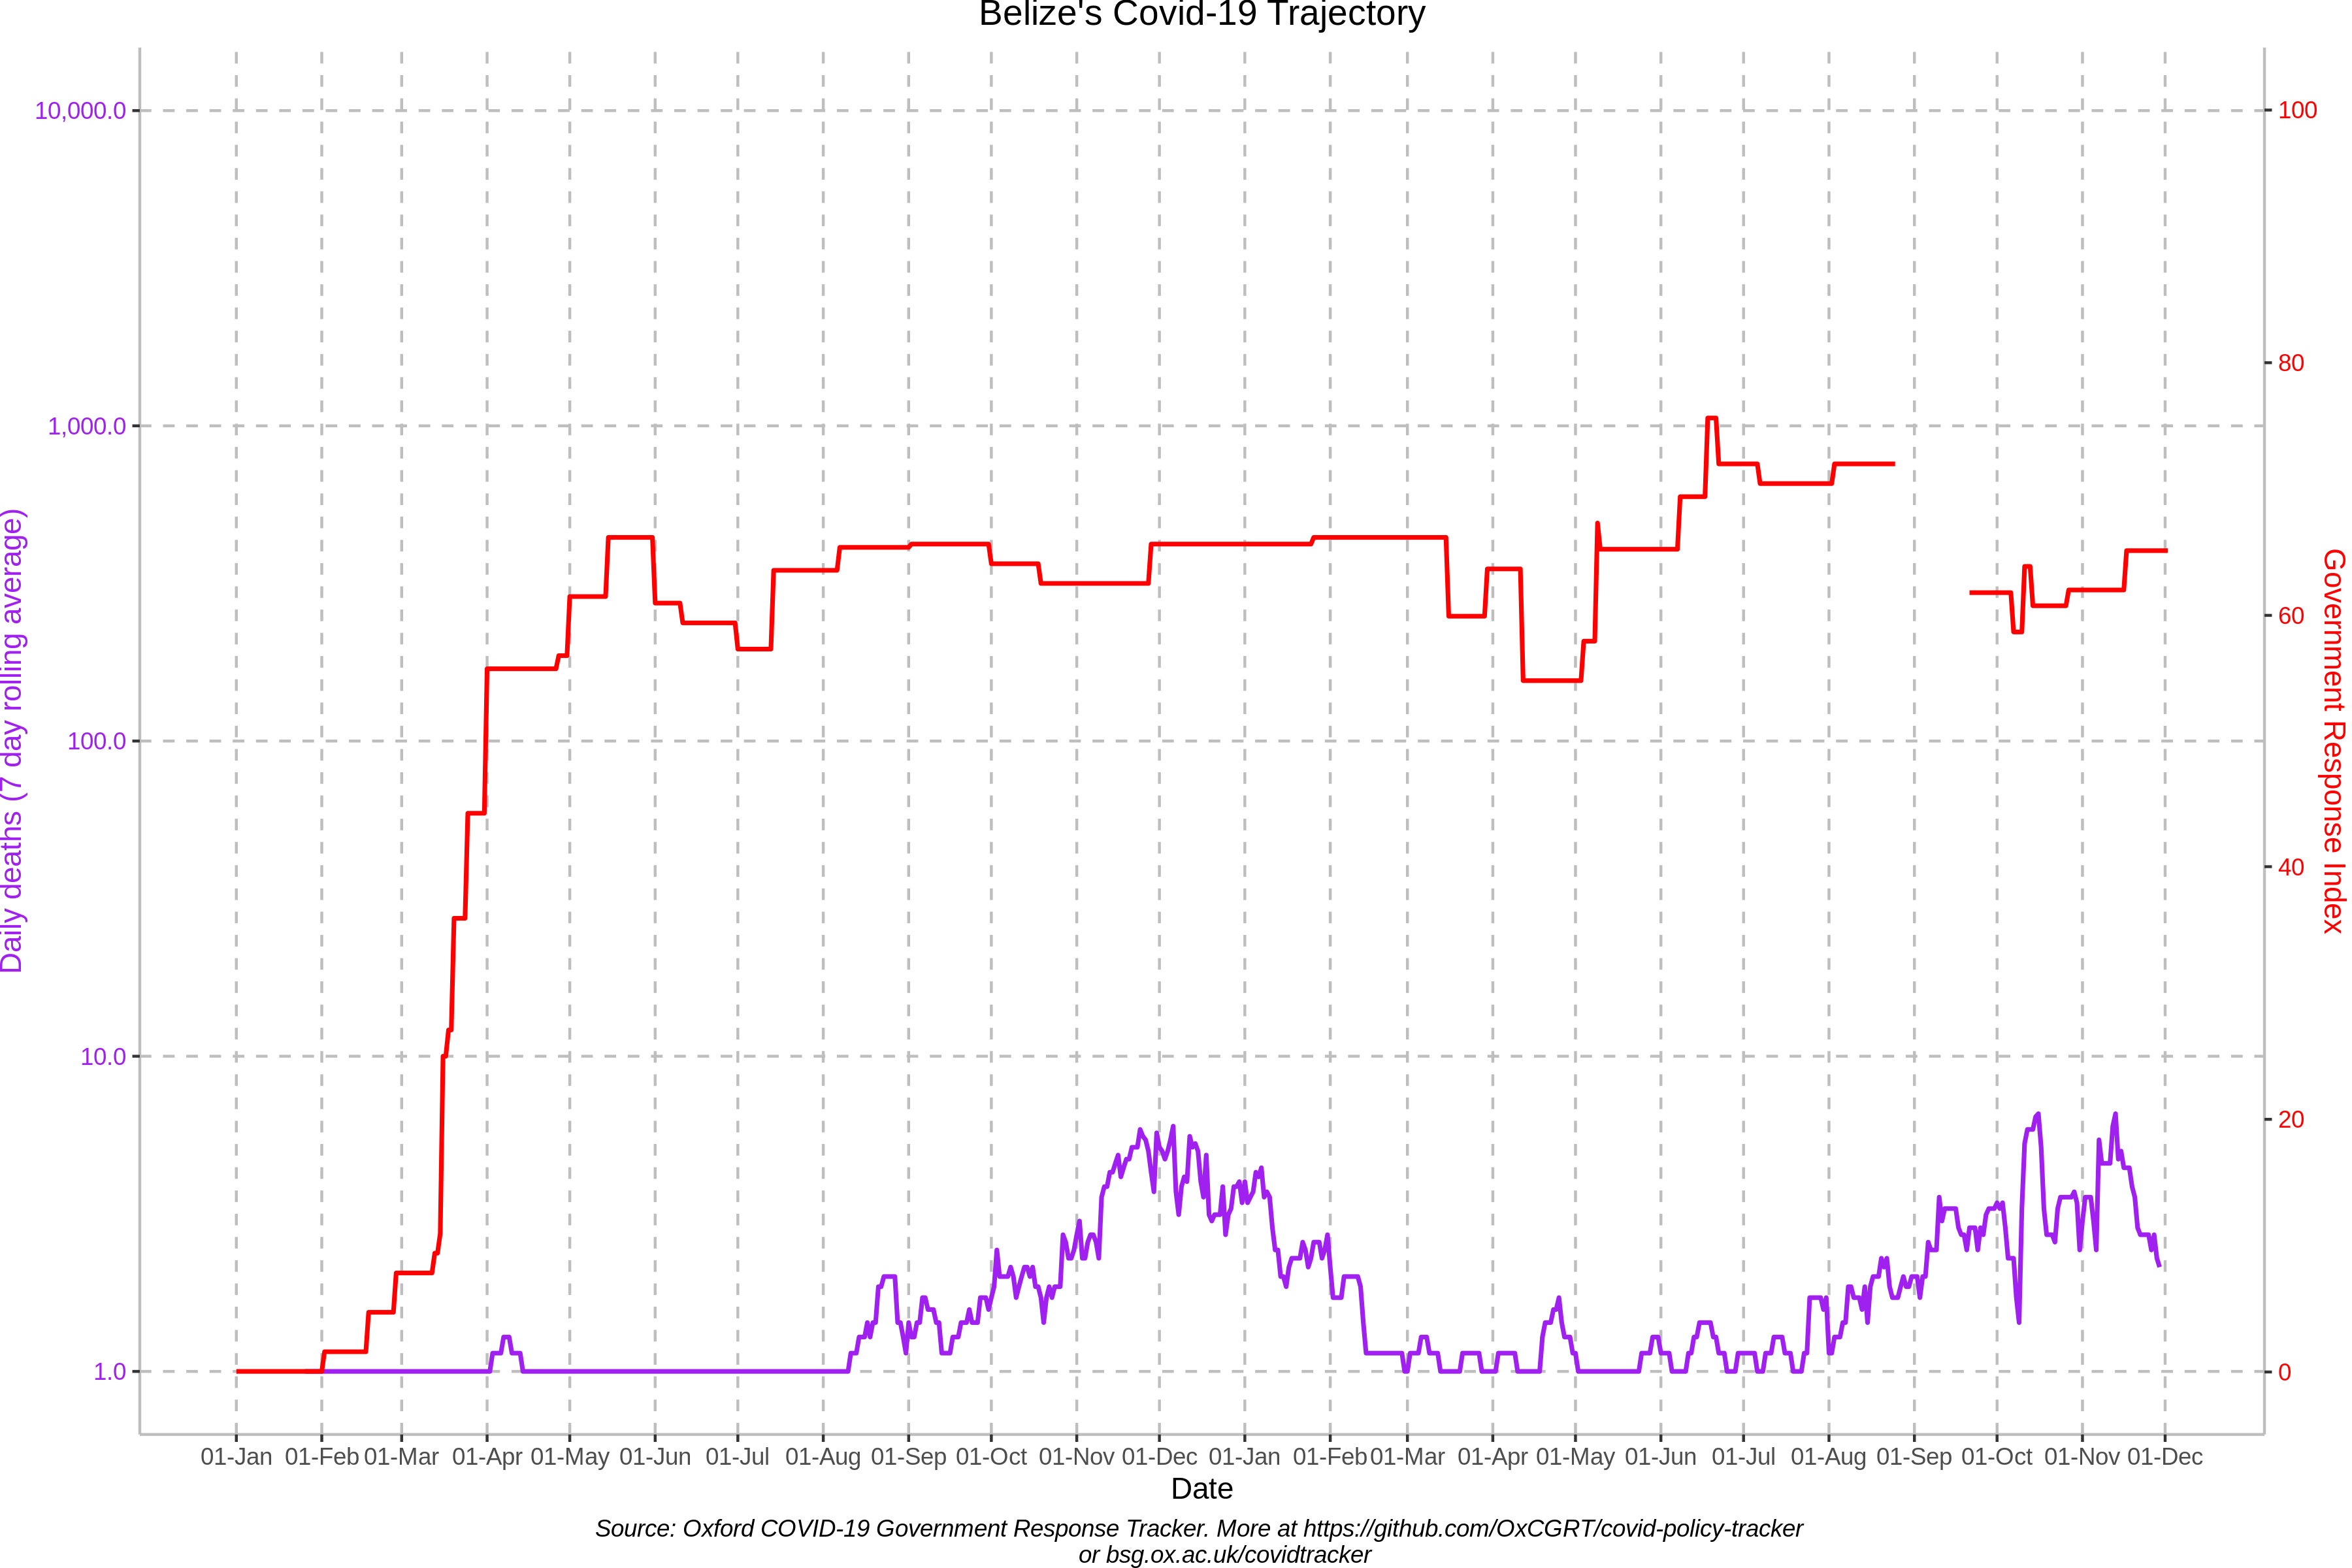 Belize's Covid-19 Trajectory
Daily deaths (7 day rolling average)
10,000.0
1,000.0
100.0
10.0
1.0
100
80
60
40
20
0
Government Response Index
01-Jan 01-Feb 01-Mar 01-Apr 01-May 01-Jun 01-Jul 01-Aug 01-Sep 01-Oct 01-Nov 01-Dec 01-Jan 01-Feb 01-Mar 01-Apr 01-May 01-Jun 01-Jul 01-Aug 01-Sep 01-Oct 01-Nov 01-Dec
Date
Source: Oxford COVID-19 Government Response Tracker. More at https://github.com/OxCGRT/covid-policy-tracker
or bsg.ox.ac.uk/covidtracker